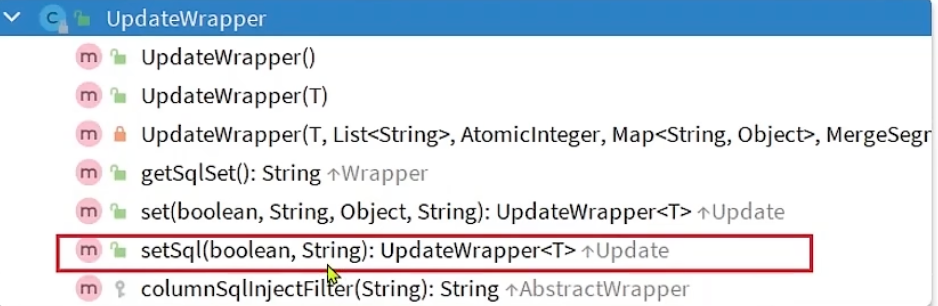 UpdateWrapper
UpdateWrapper()
UpdateWrapper(T)
UpdateWrapper(T, List<String>, AtomicInteger, Map<String, Object>, MergeSegr
getSqlSet(): String ↑Wrapper
set(boolean, String, Object, String): UpdateWrapper<T> ↑Update
setSql(boolean, String): UpdateWrapper<T> ↑Update
columnSqlInjectFilter(String): String ↑AbstractWrapper